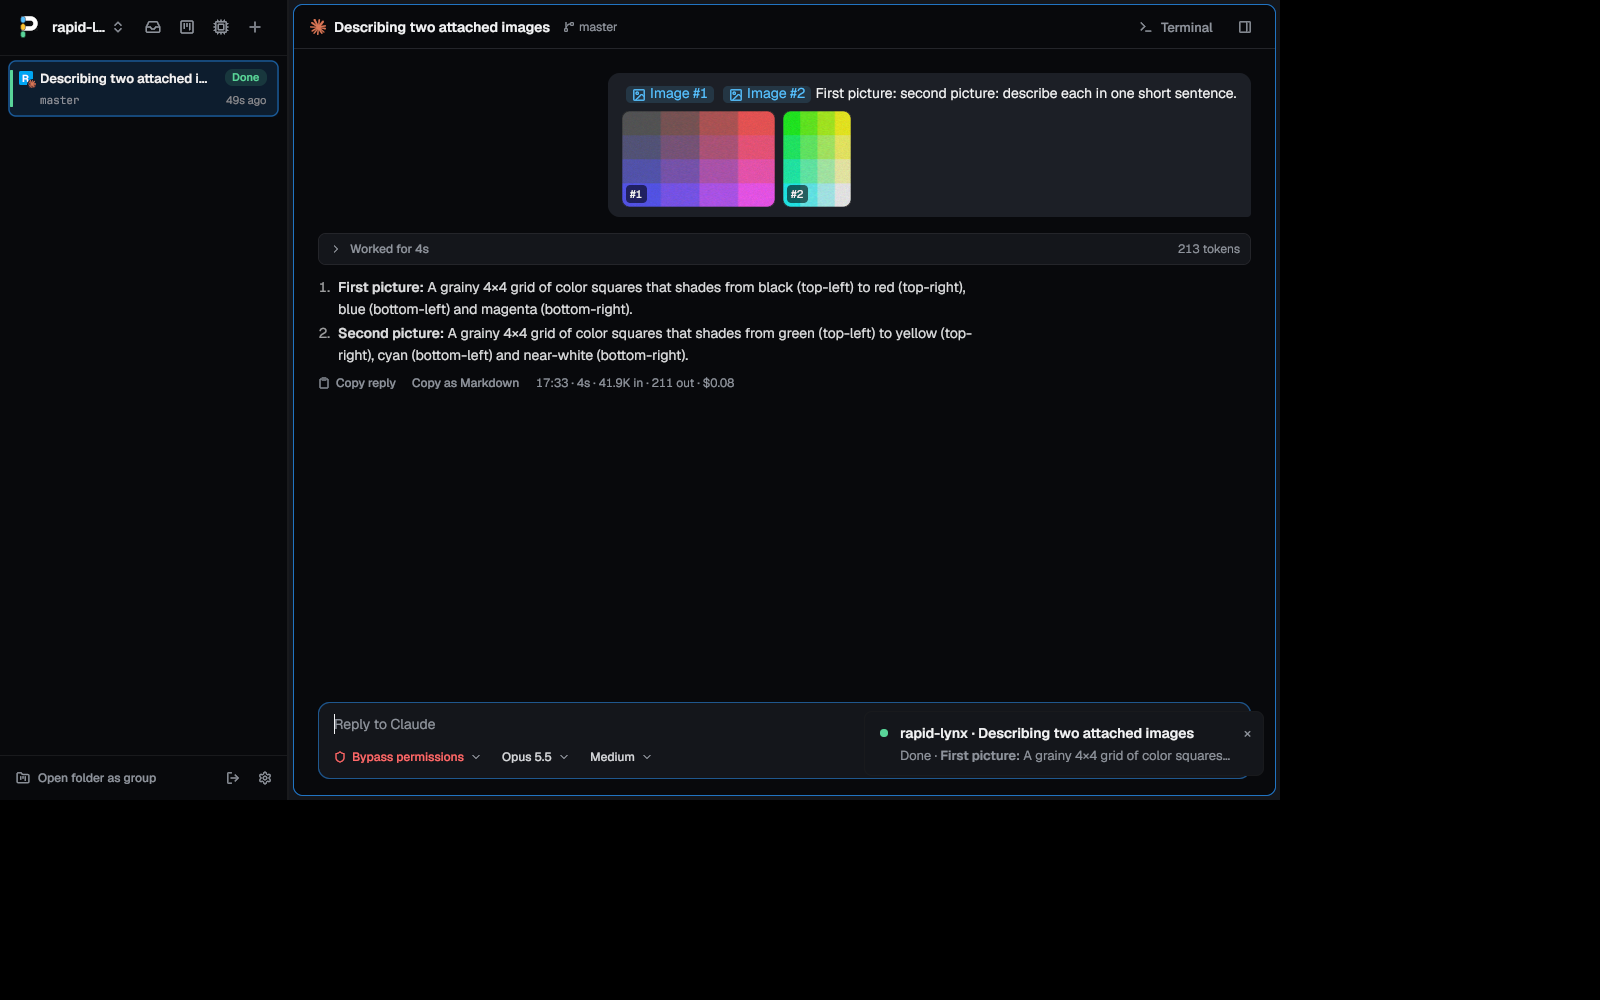 rapid-L...
Describing two attached i... Done
master 49s ago
Open folder as group
Describing two attached images master
Terminal
Image #1 Image #2 First picture: second picture: describe each in one short sentence.
#1 #2
Worked for 4s 213 tokens
1. First picture: A grainy 4×4 grid of color squares that shades from black (top-left) to red (top-right),
blue (bottom-left) and magenta (bottom-right).
2. Second picture: A grainy 4×4 grid of color squares that shades from green (top-left) to yellow (top-
right), cyan (bottom-left) and near-white (bottom-right).
Copy reply Copy as Markdown 17:33 · 4s · 41.9K in · 211 out · $0.08
Reply to Claude
Bypass permissions Opus 5.5 Medium
rapid-lynx · Describing two attached images ×
Done · First picture: A grainy 4×4 grid of color squares...